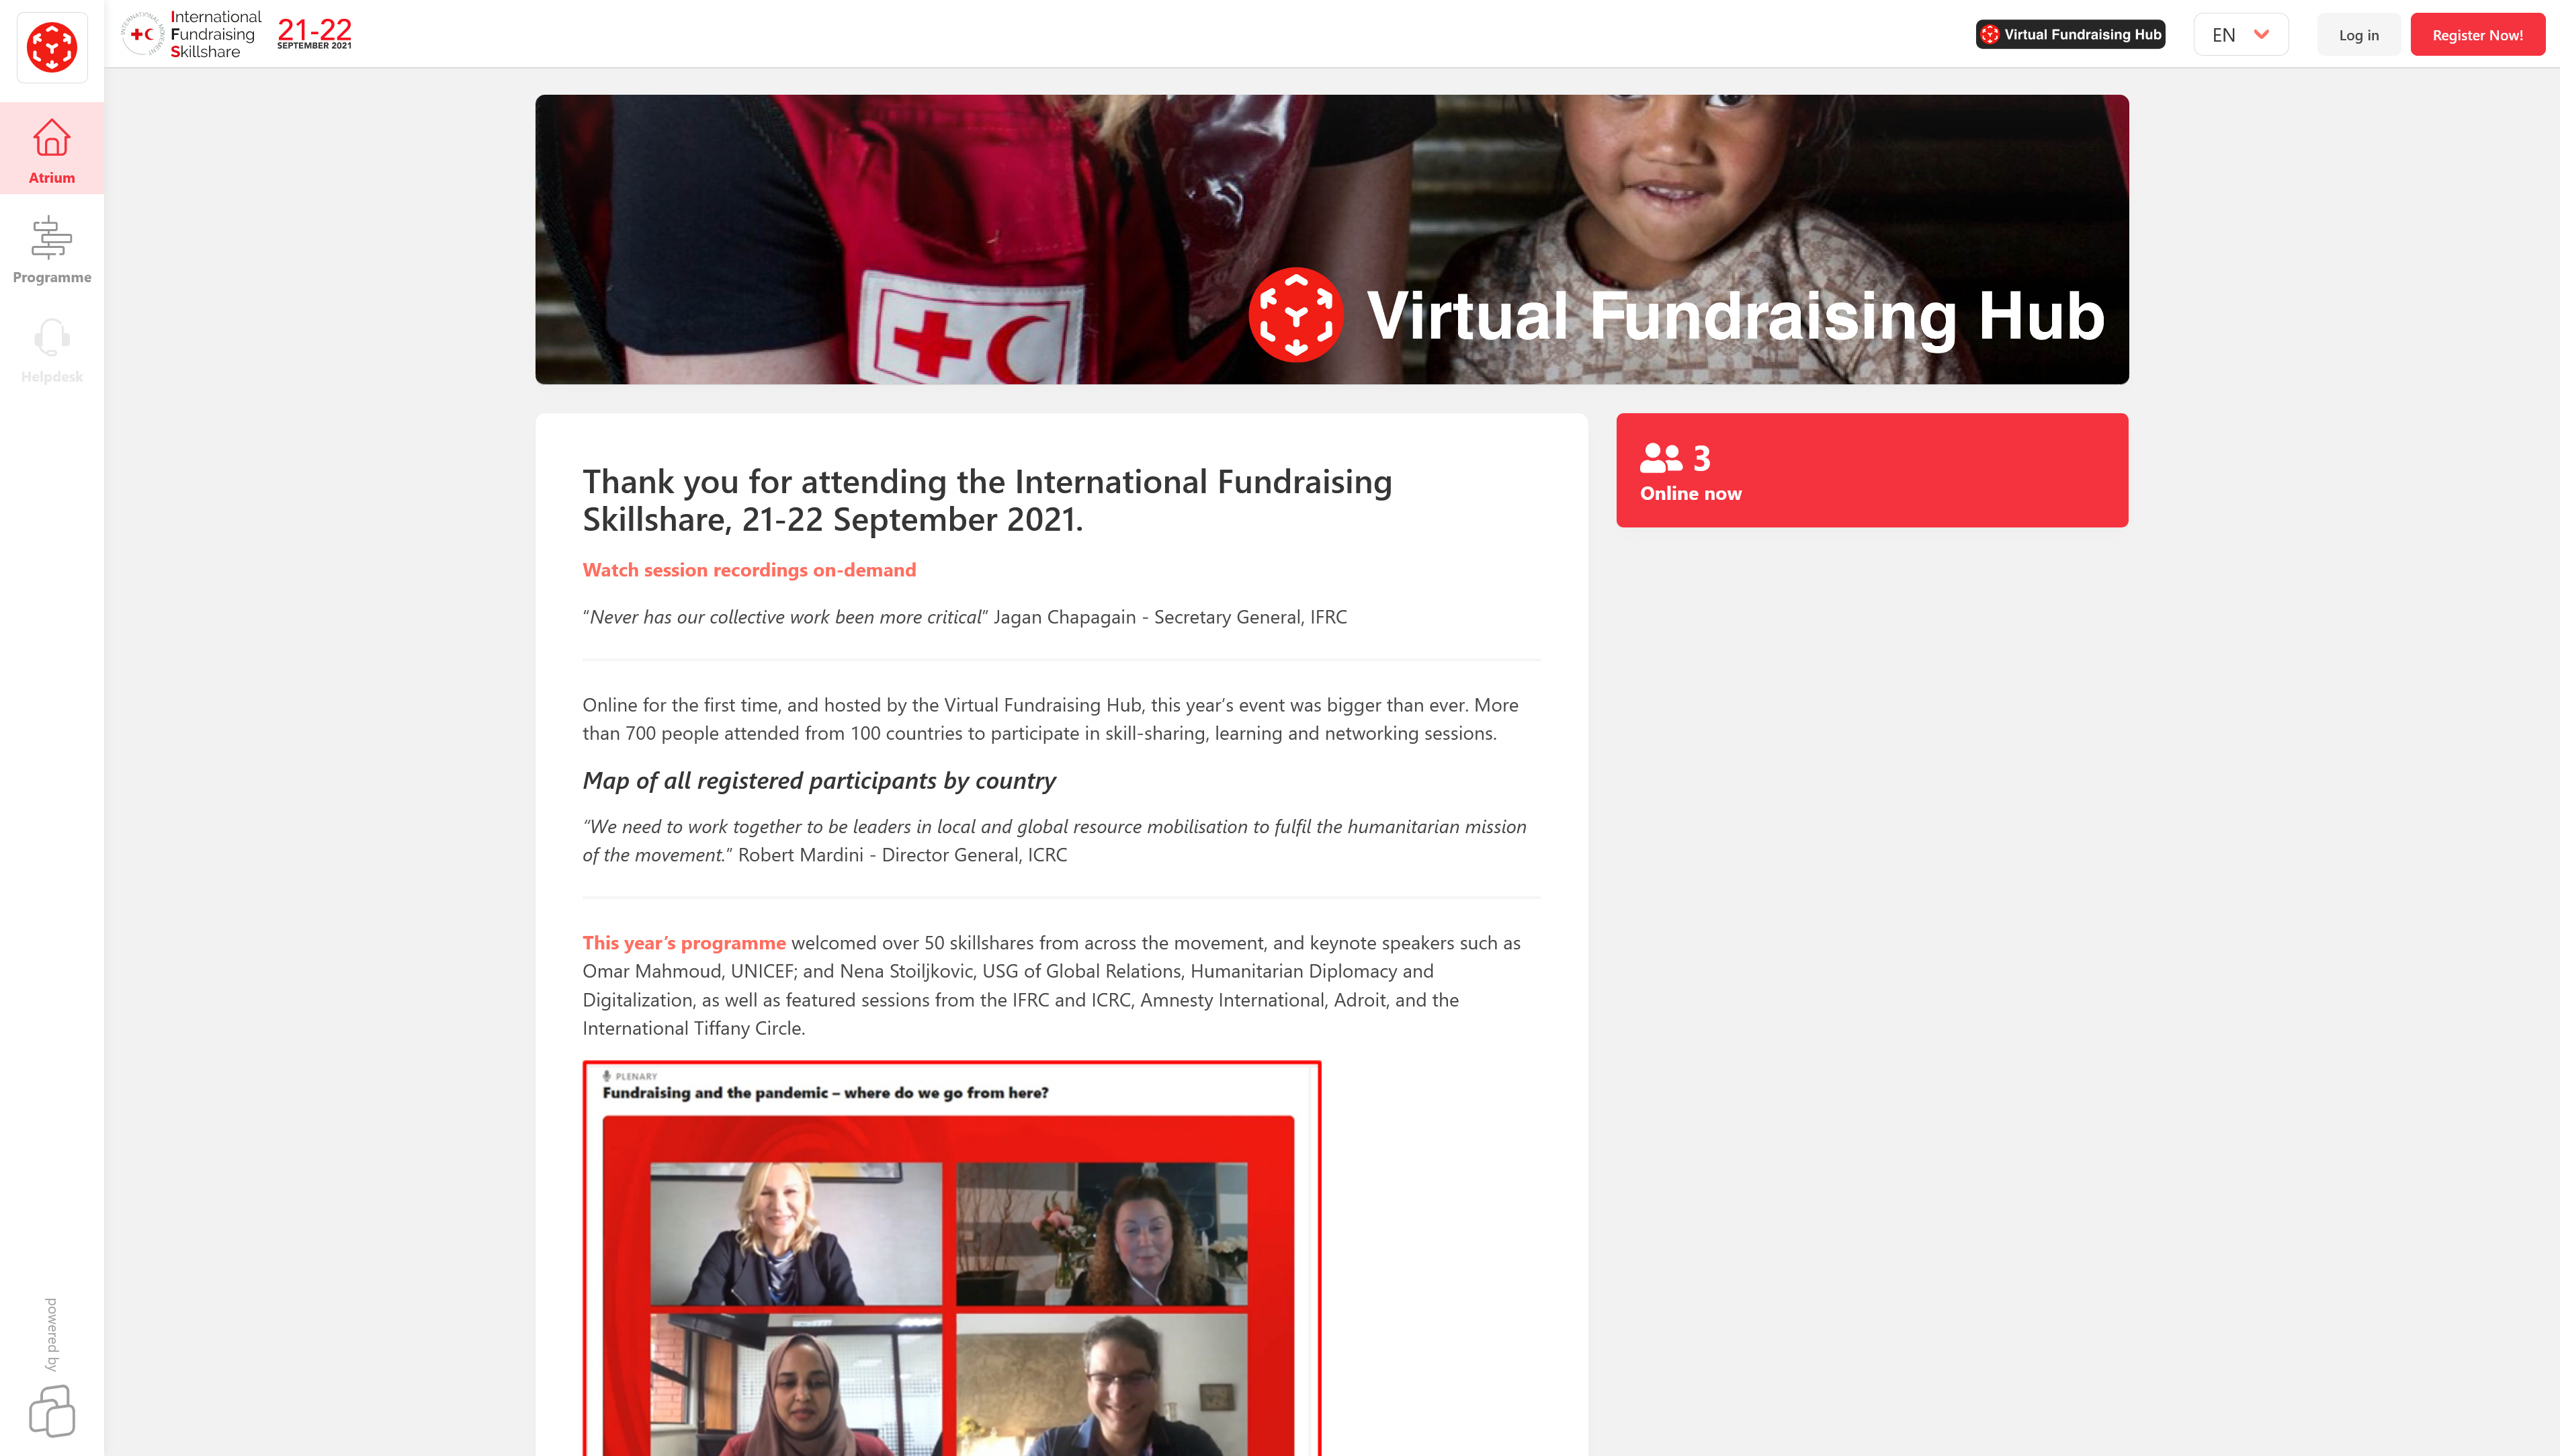 International
Fundraising
Skillshare
21-22
SEPTEMBER 2021
Virtual Fundraising Hub
EN
Log in
Register Now!
Atrium
Programme
Helpdesk
powered by
Virtual Fundraising Hub
3
Online now
Thank you for attending the International Fundraising
Skillshare, 21-22 September 2021.
Watch session recordings on-demand
“Never has our collective work been more critical” Jagan Chapagain - Secretary General, IFRC
Online for the first time, and hosted by the Virtual Fundraising Hub, this year’s event was bigger than ever. More
than 700 people attended from 100 countries to participate in skill-sharing, learning and networking sessions.
Map of all registered participants by country
“We need to work together to be leaders in local and global resource mobilisation to fulfil the humanitarian mission
of the movement.” Robert Mardini - Director General, ICRC
This year’s programme welcomed over 50 skillshares from across the movement, and keynote speakers such as
Omar Mahmoud, UNICEF; and Nena Stoiljkovic, USG of Global Relations, Humanitarian Diplomacy and
Digitalization, as well as featured sessions from the IFRC and ICRC, Amnesty International, Adroit, and the
International Tiffany Circle.
PLENARY
Fundraising and the pandemic – where do we go from here?